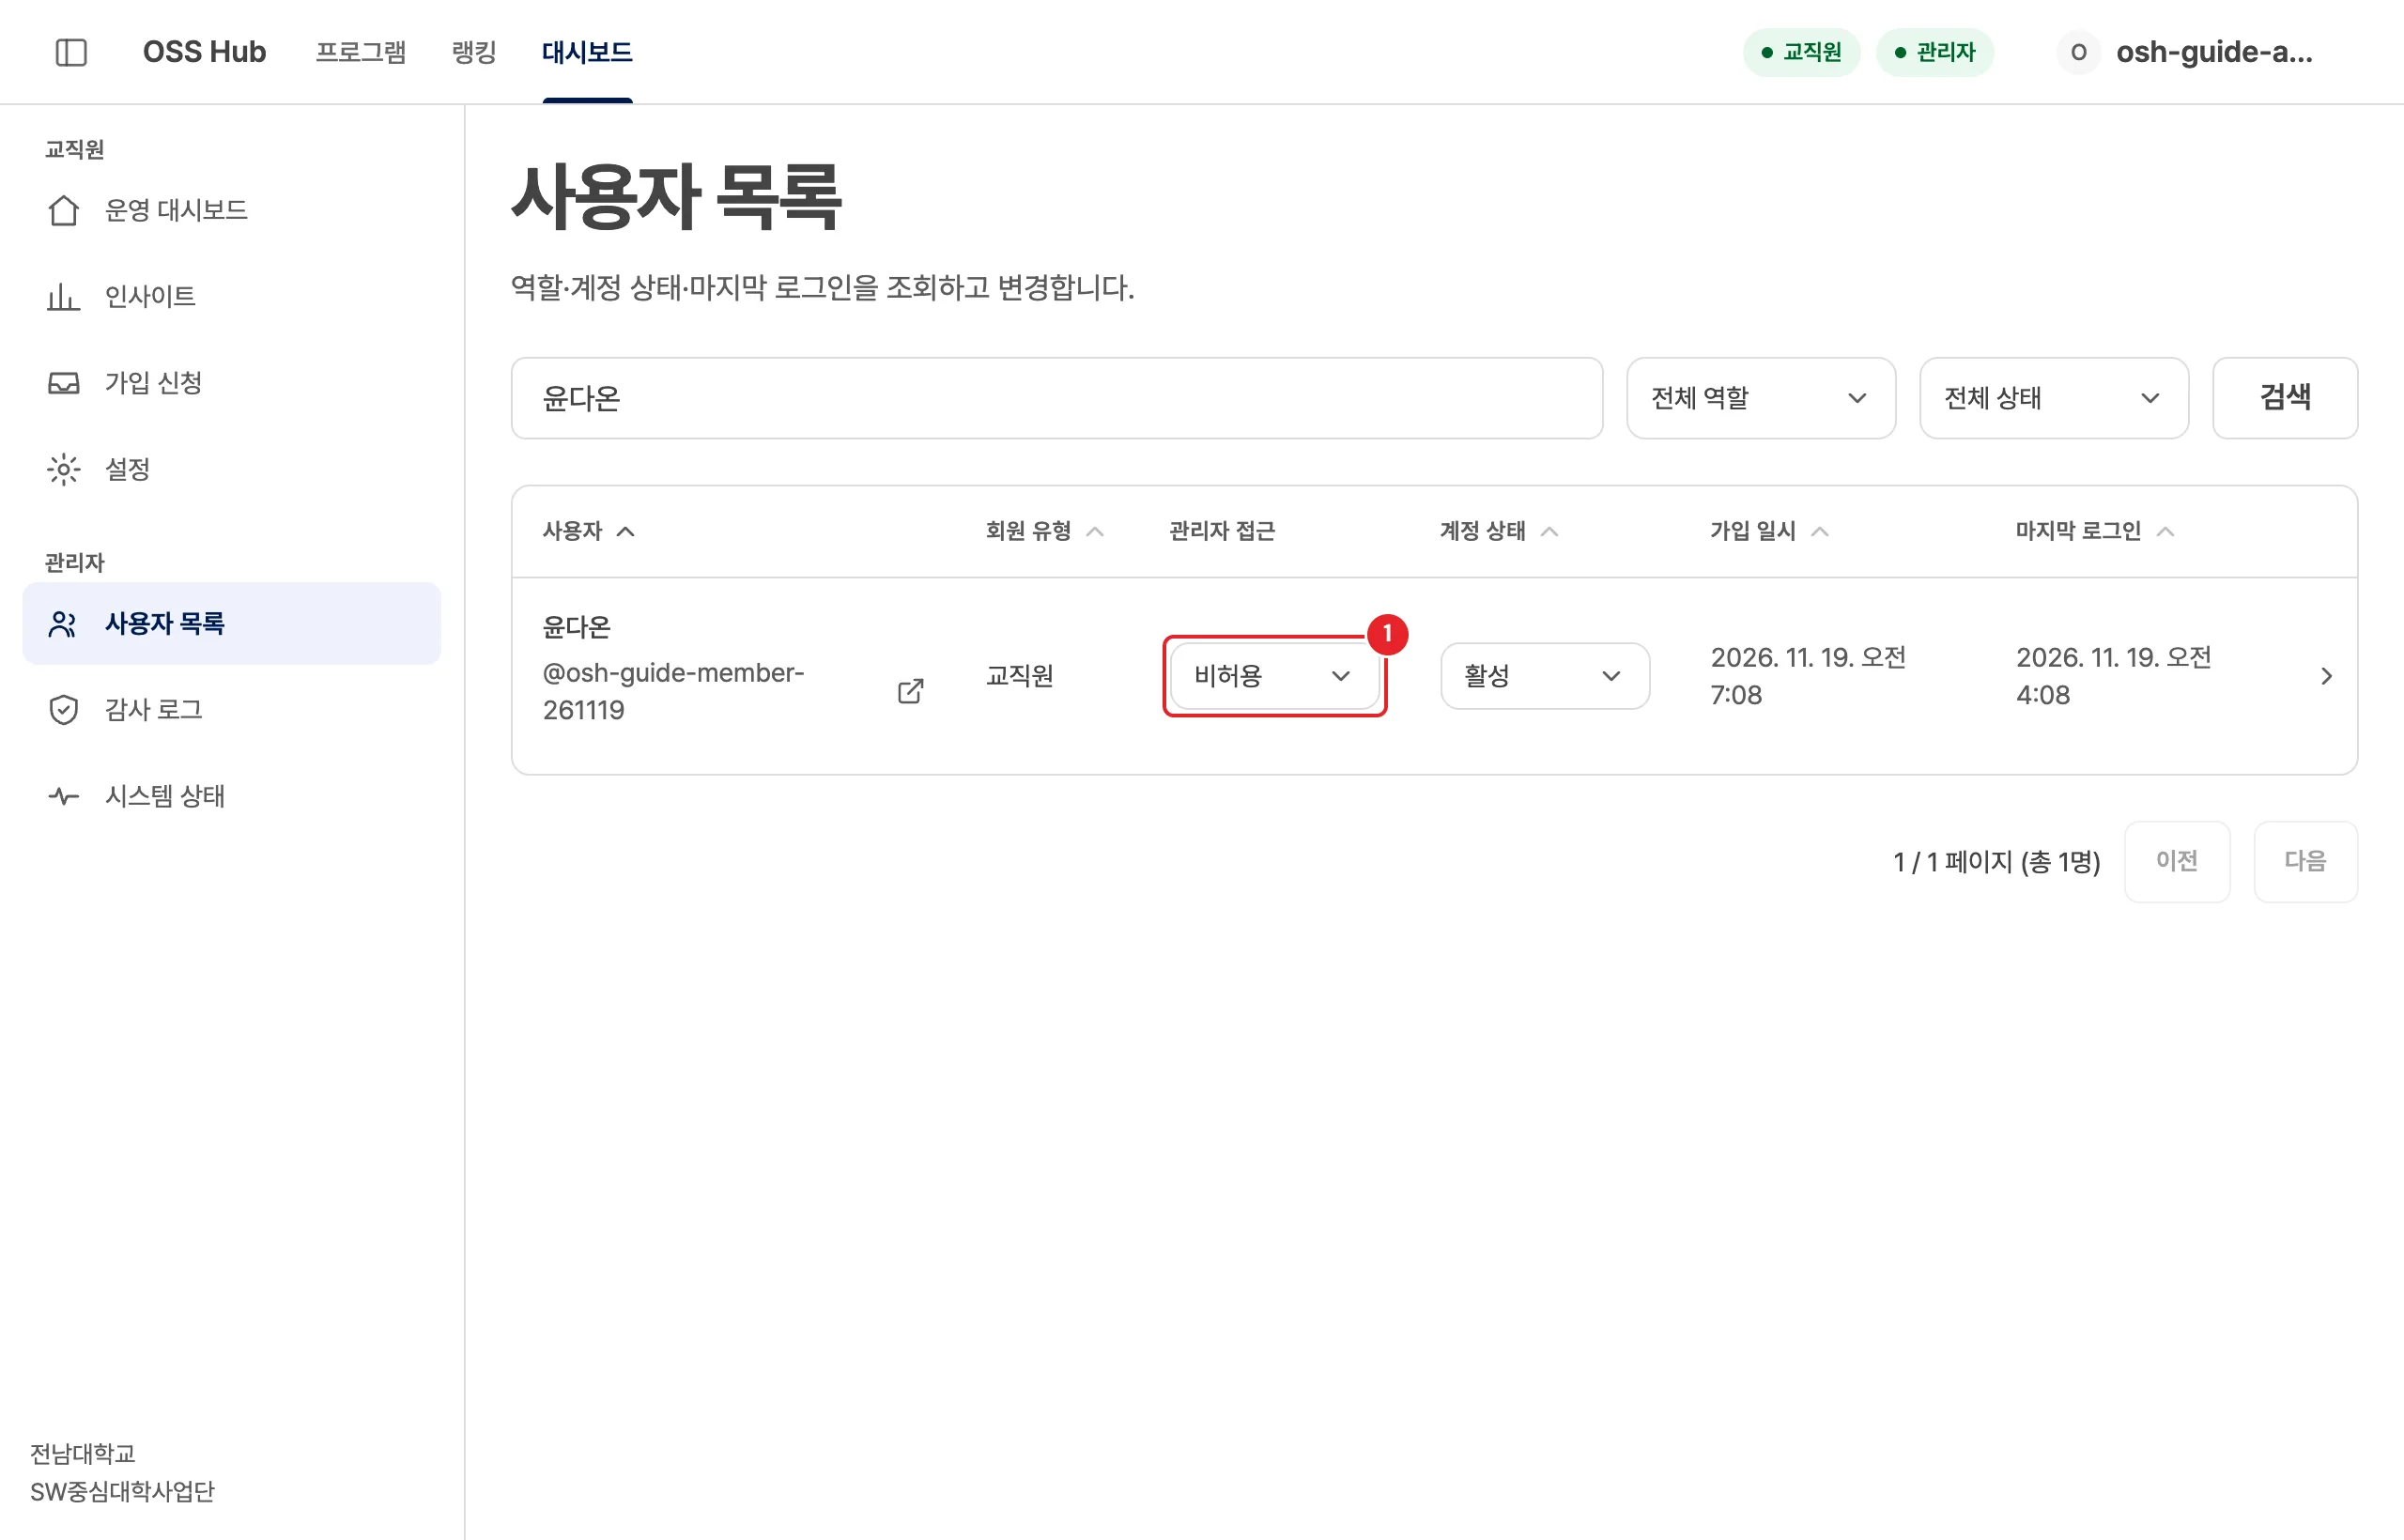 OSS Hub 프로그램 랭킹 대시보드 교직원 관리자 O osh-guide-a...
교직원
운영 대시보드
인사이트
가입 신청
설정
관리자
사용자 목록
감사 로그
시스템 상태
전남대학교
SW중심대학사업단
사용자 목록
역할·계정 상태·마지막 로그인을 조회하고 변경합니다.
윤다온 전체 역할 전체 상태 검색
사용자 회원 유형 관리자 접근 계정 상태 가입 일시 마지막 로그인
윤다온
@osh-guide-member-
261119
교직원
비허용
1
활성
2026. 11. 19. 오전
7:08
2026. 11. 19. 오전
4:08
1 / 1 페이지 (총 1명) 이전 다음